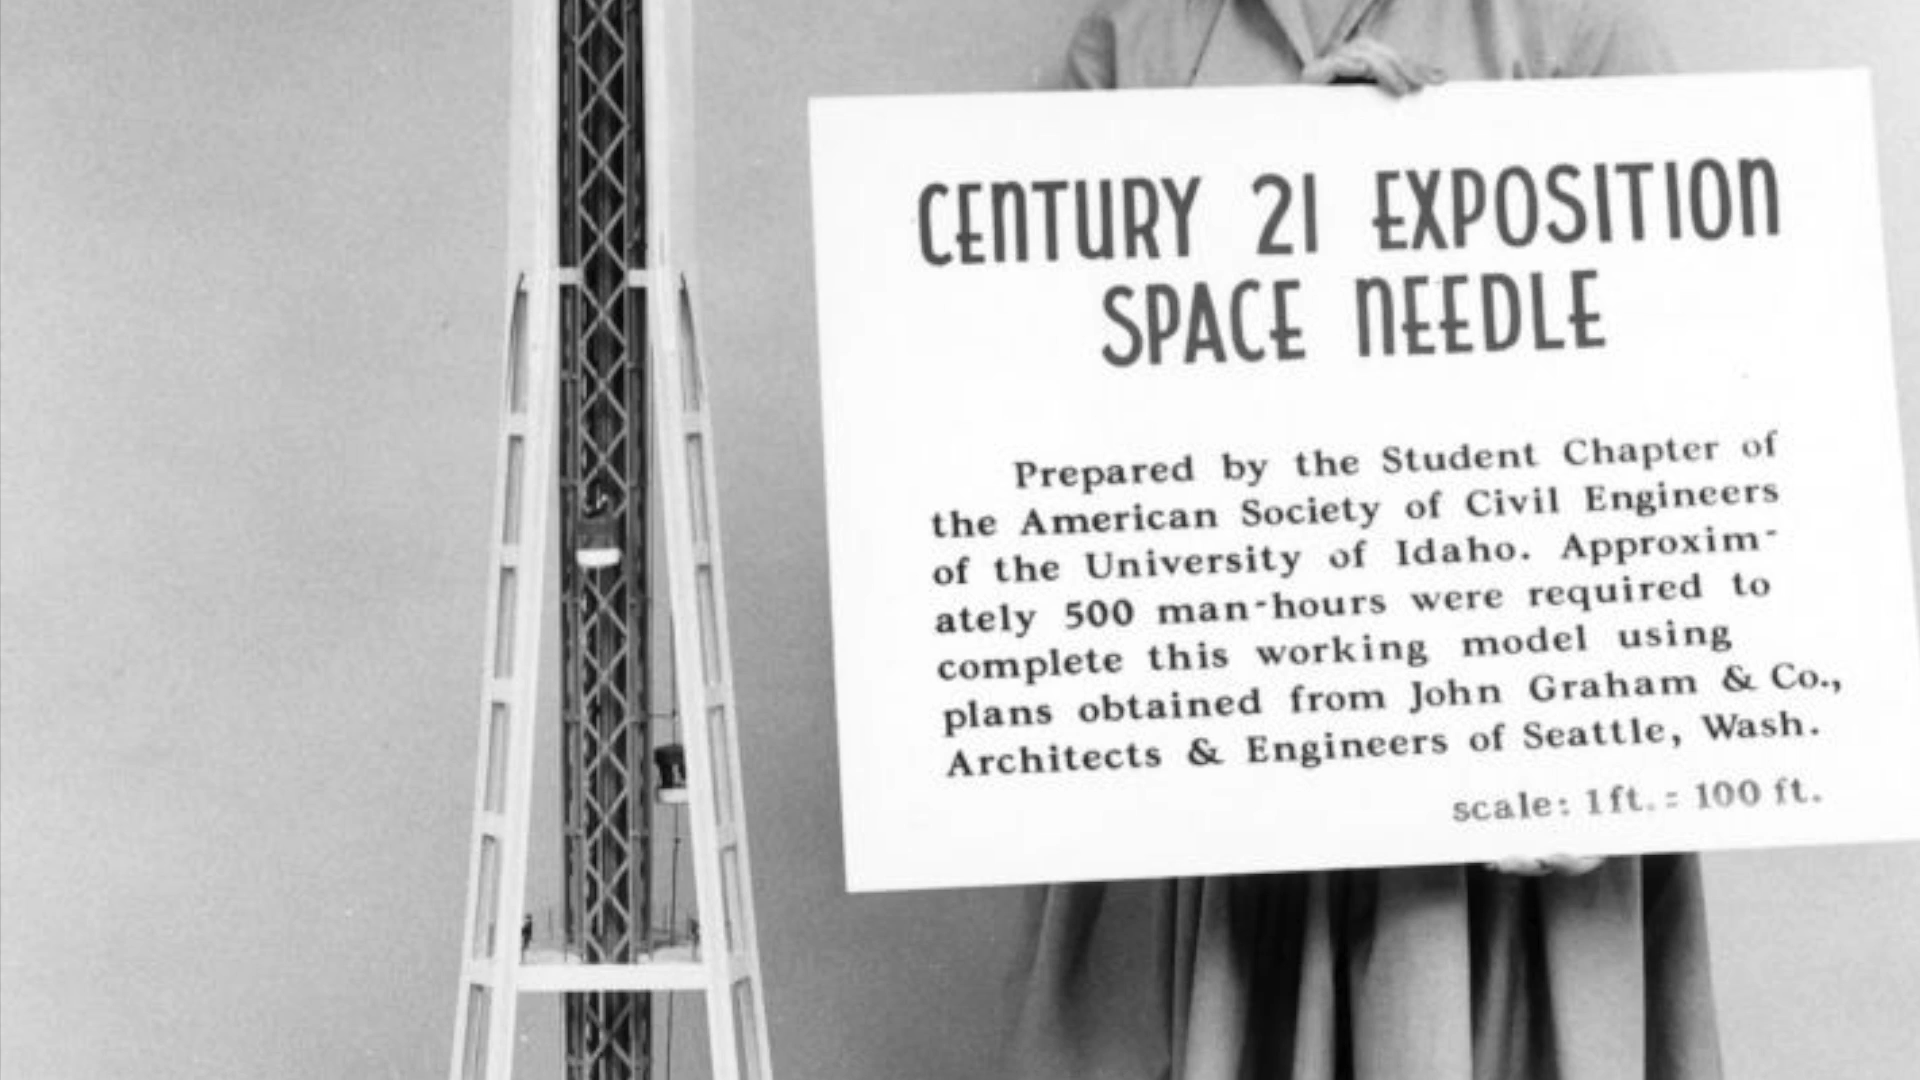 CENTURY 21 EXPOSITION
SPACE NEEDLE
Prepared by the Student Chapter of
the American Society of Civil Engineers
of the University of Idaho. Approxim-
ately 500 man-hours were required to
complete this working model using
plans obtained from John Graham & Co.,
Architects & Engineers of Seattle, Wash.
scale: 1 ft. = 100 ft.